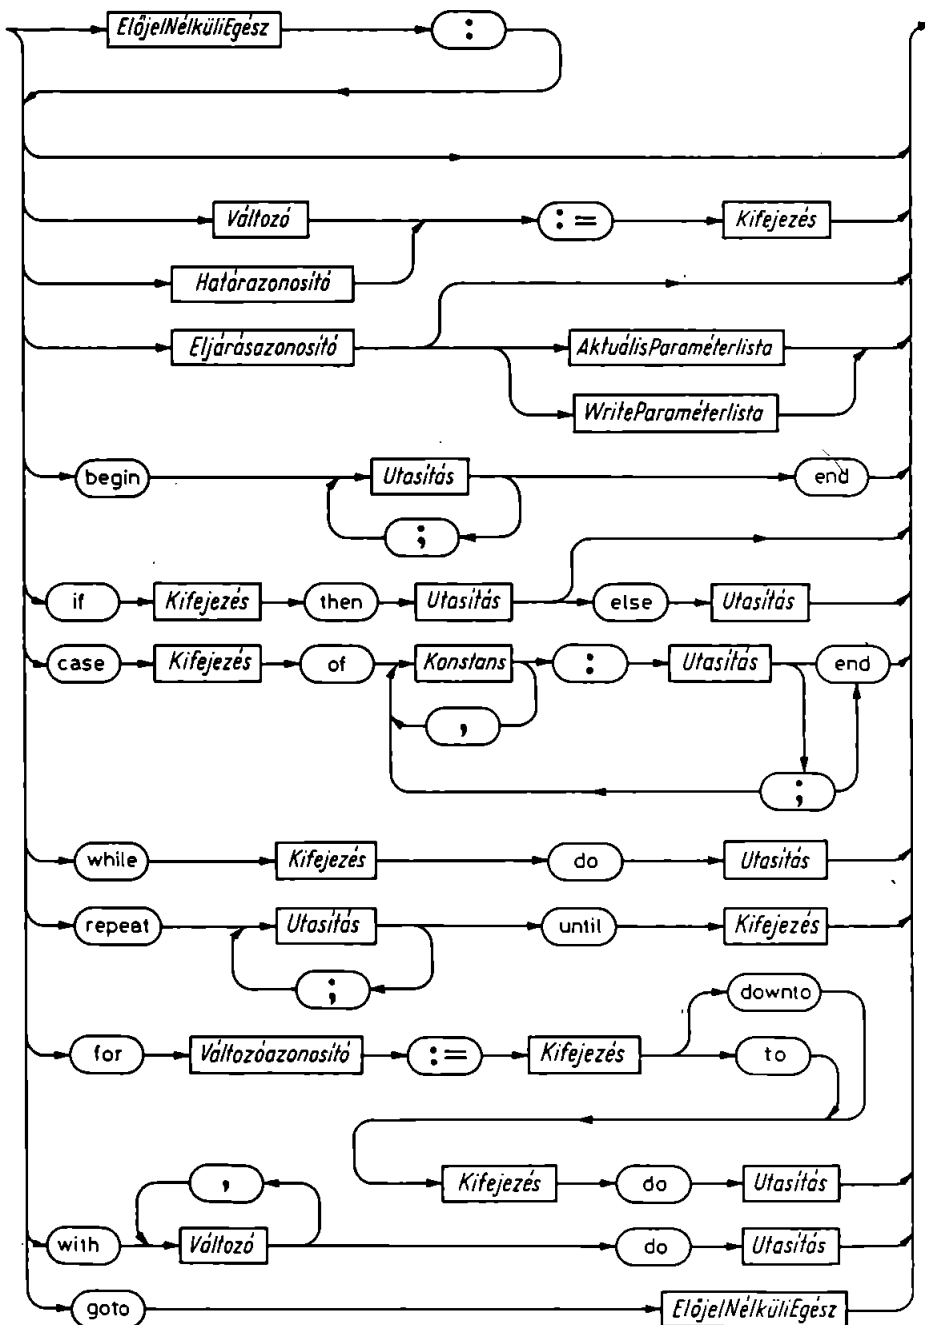 ElőjelNélküliEgész :
Változó := Kifejezés
Határazonosító
Eljárásazonosító AktuálisParaméterlista
WriteParaméterlista
begin Utasítás end
;
if Kifejezés then Utasítás else Utasítás
case Kifejezés of Konstans : Utasítás end
,
;
while Kifejezés do Utasítás
repeat Utasítás until Kifejezés
;
downto
for Változóazonosító := Kifejezés to
Kifejezés do Utasítás
,
with Változó do Utasítás
goto ElőjelNélküliEgész